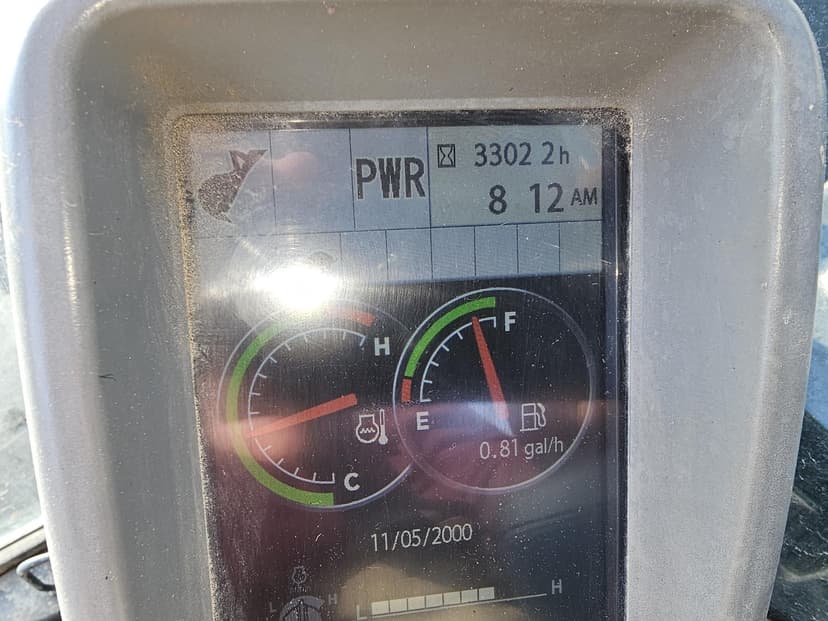 PWR
3302 2h
8 12 AM
H
F
E
0.81 gal/h
C
11/05/2000
L H
L H